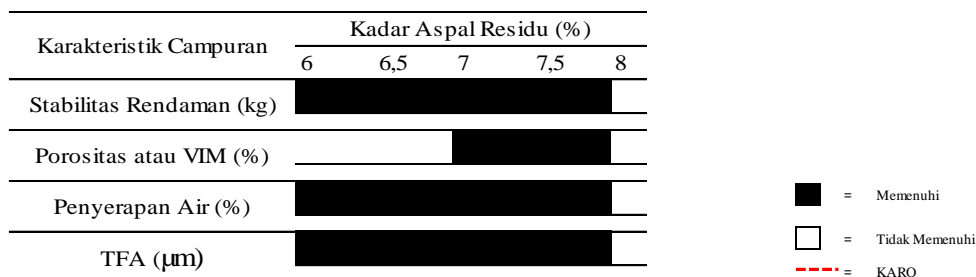 Karakteristik Campuran
Kadar Aspal Residu (%)
6 6,5 7 7,5 8
Stabilitas Rendaman (kg)
Porositas atau VIM (%)
Penyerapan Air (%)
TFA (μm)
= Memenuhi
= Tidak Memenuhi
= KARO